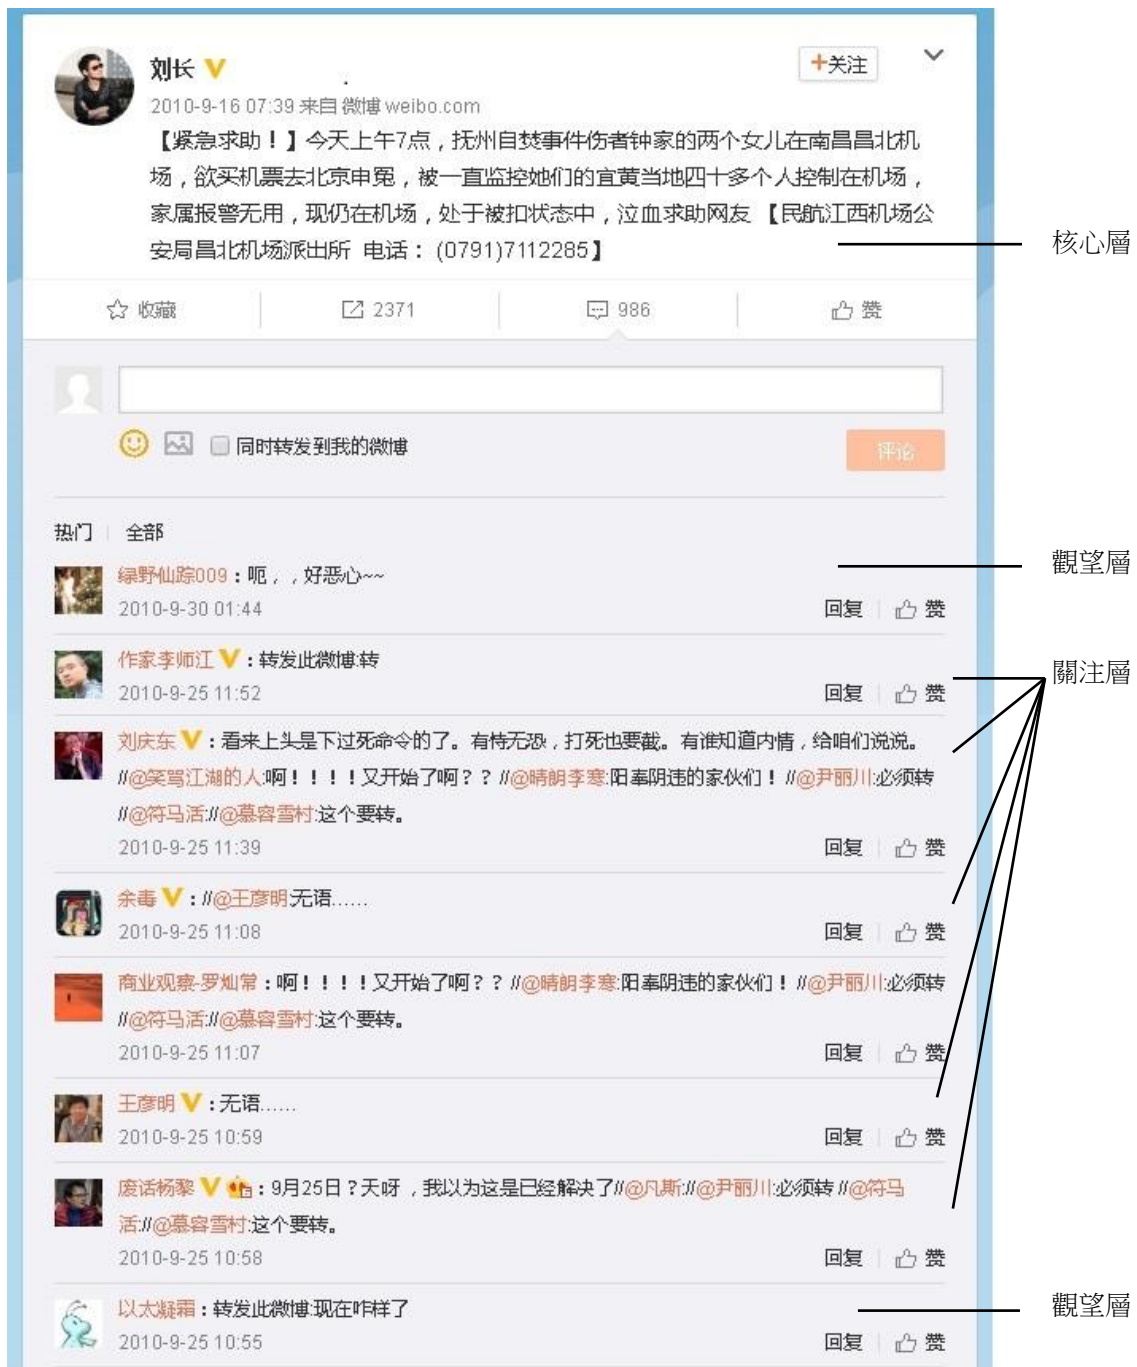 刘长 V
+关注
2010-9-16 07:39 来自 微博 weibo.com
【紧急求助！】今天上午7点，抚州自焚事件伤者钟家的两个女儿在南昌昌北机
场，欲买机票去北京申冤，被一直监控她们的宜黄当地四十多个人控制在机场，
家属报警无用，现仍在机场，处于被扣状态中，泣血求助网友 【民航江西机场公
安局昌北机场派出所 电话： (0791)7112285】
核心層
收藏 2371 986 赞
同时转发到我的微博
评论
热门 全部
绿野仙踪009：呃，，好恶心~~
觀望層
2010-9-30 01:44 回复 赞
作家李师江 V：转发此微博:转
關注層
2010-9-25 11:52 回复 赞
刘庆东 V：看来上头是下过死命令的了。有恃无恐，打死也要截。有谁知道内情，给咱们说说。
//@笑骂江湖的人:啊！！！！又开始了啊？？//@晴朗李寒:阳奉阴违的家伙们！//@尹丽川:必须转
//@符马活://@慕容雪村:这个要转。
2010-9-25 11:39 回复 赞
余毒 V：//@王彦明:无语……
2010-9-25 11:08 回复 赞
商业观察-罗灿常：啊！！！！又开始了啊？？//@晴朗李寒:阳奉阴违的家伙们！//@尹丽川:必须转
//@符马活://@慕容雪村:这个要转。
2010-9-25 11:07 回复 赞
王彦明 V：无语……
2010-9-25 10:59 回复 赞
废话杨黎 V：9月25日？天呀，我以为这是已经解决了//@凡斯://@尹丽川:必须转 //@符马
活://@慕容雪村:这个要转。
2010-9-25 10:58 回复 赞
以太凝霜：转发此微博:现在咋样了
觀望層
2010-9-25 10:55 回复 赞